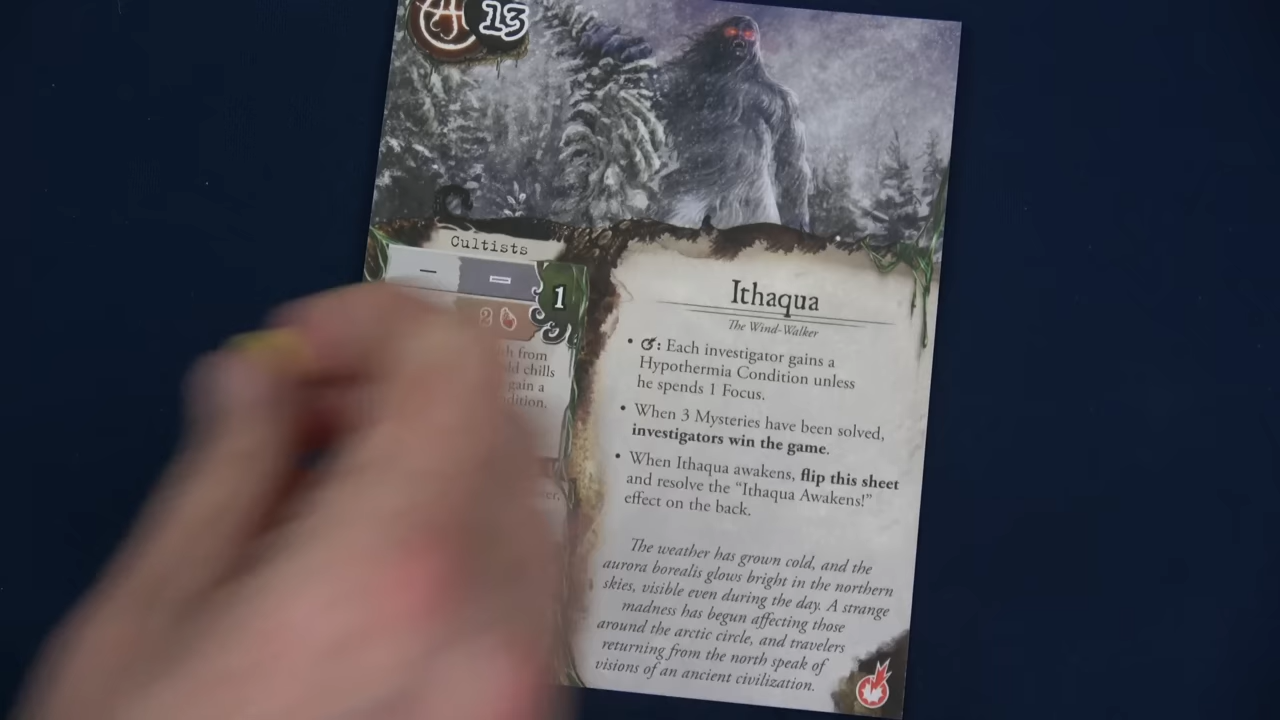 13
Cultists
— —
1
2
from
chills
gain a
Ithaqua
The Wind-Walker
• : Each investigator gains a
Hypothermia Condition unless
he spends 1 Focus.
• When 3 Mysteries have been solved,
investigators win the game.
• When Ithaqua awakens, flip this sheet
and resolve the “Ithaqua Awakens!”
effect on the back.
The weather has grown cold, and the
aurora borealis glows bright in the northern
skies, visible even during the day. A strange
madness has begun affecting those
around the arctic circle, and travelers
returning from the north speak of
visions of an ancient civilization.